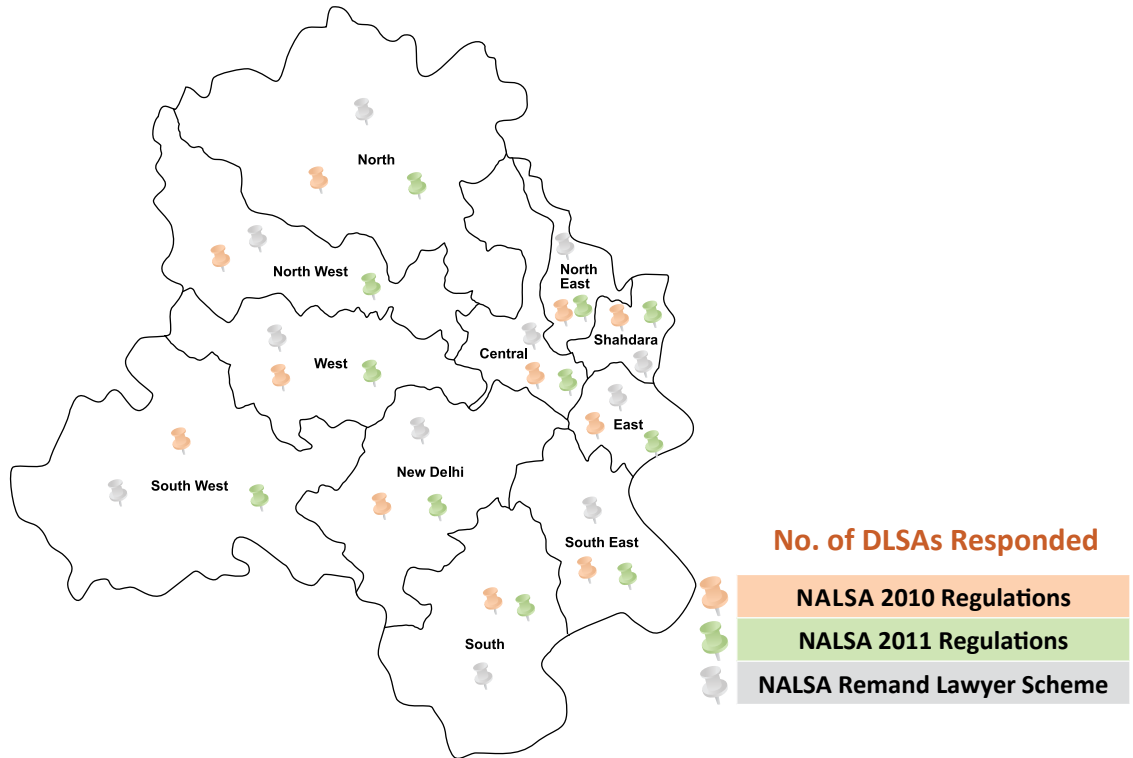 North
North West
North
East
Shahdara
Central
West
East
New Delhi
South West
South East
South
No. of DLSAs Responded
NALSA 2010 Regulations
NALSA 2011 Regulations
NALSA Remand Lawyer Scheme